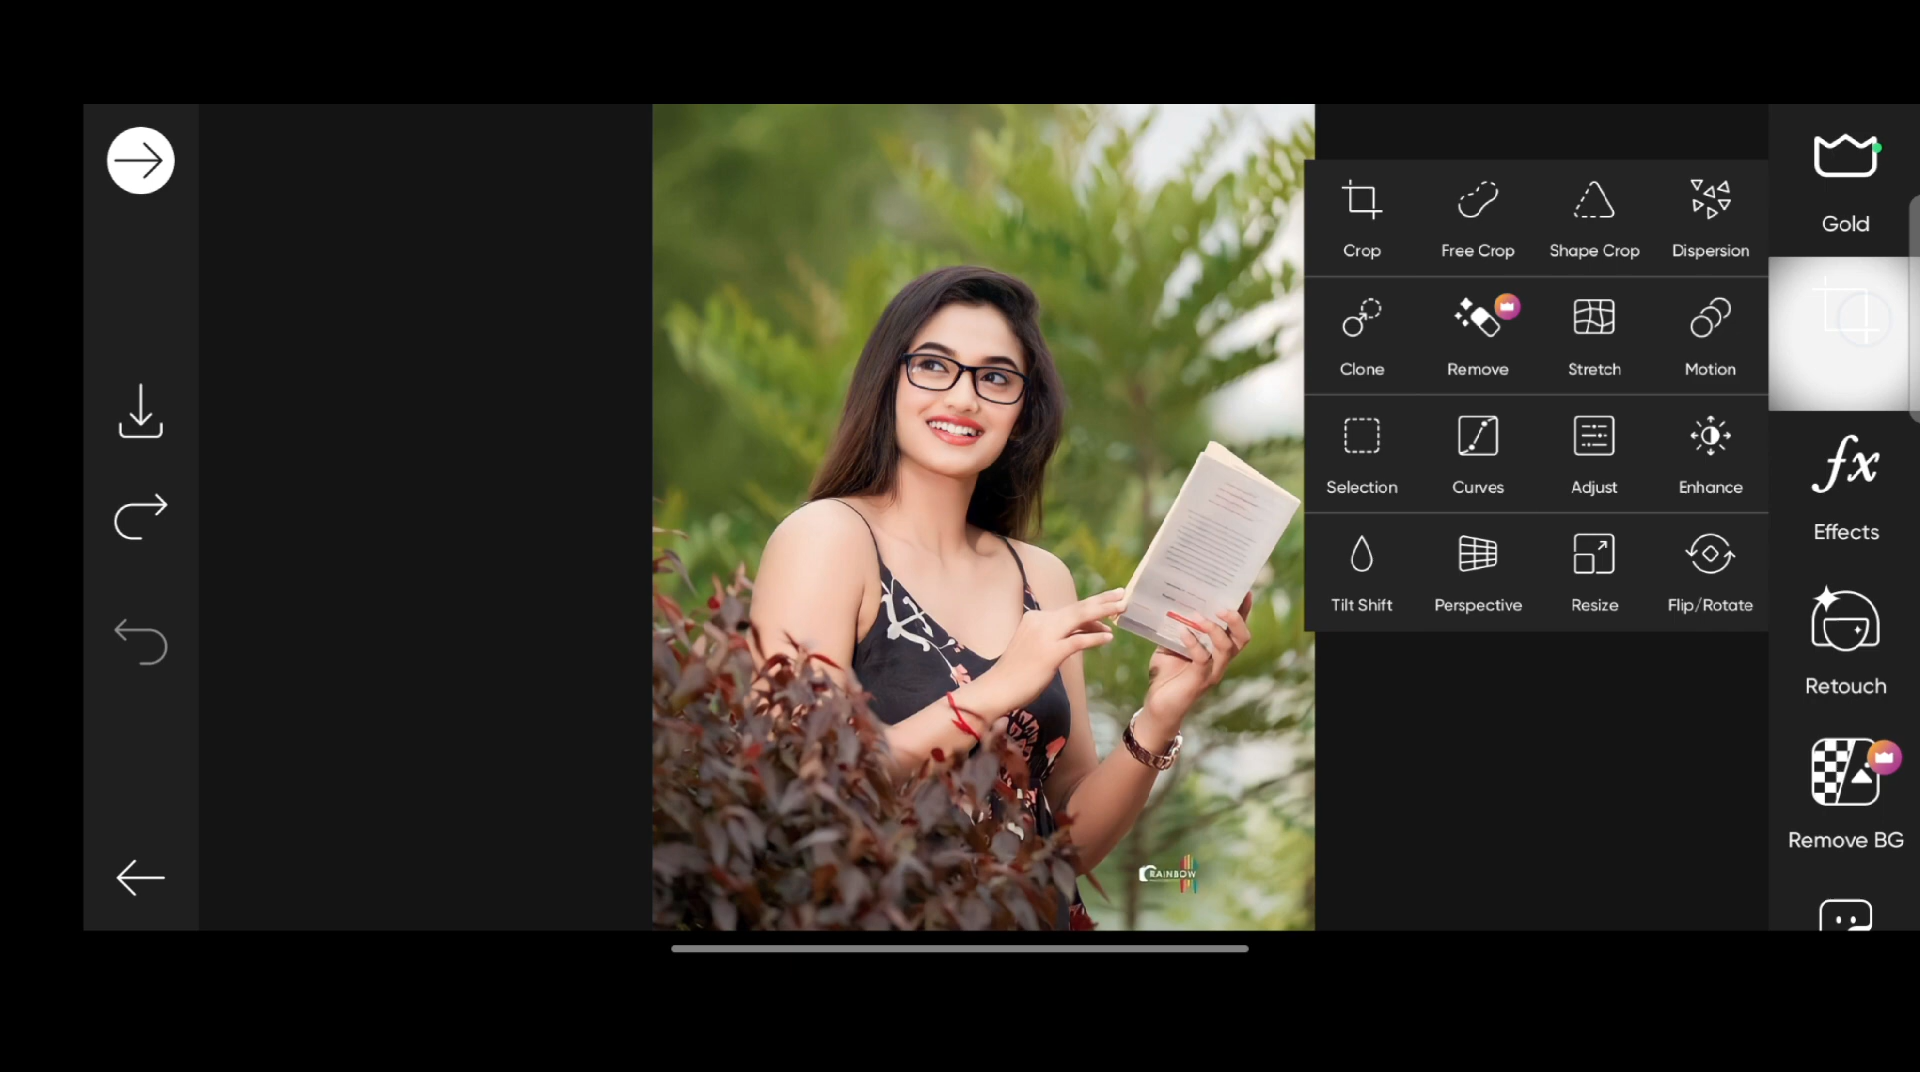 Gold
Crop
Free Crop
Shape Crop
Dispersion
Clone
Remove
Stretch
Motion
Selection
Curves
Adjust
Enhance
Tilt Shift
Perspective
Resize
Flip/Rotate
fx
Effects
Retouch
Remove BG
RAINBOW